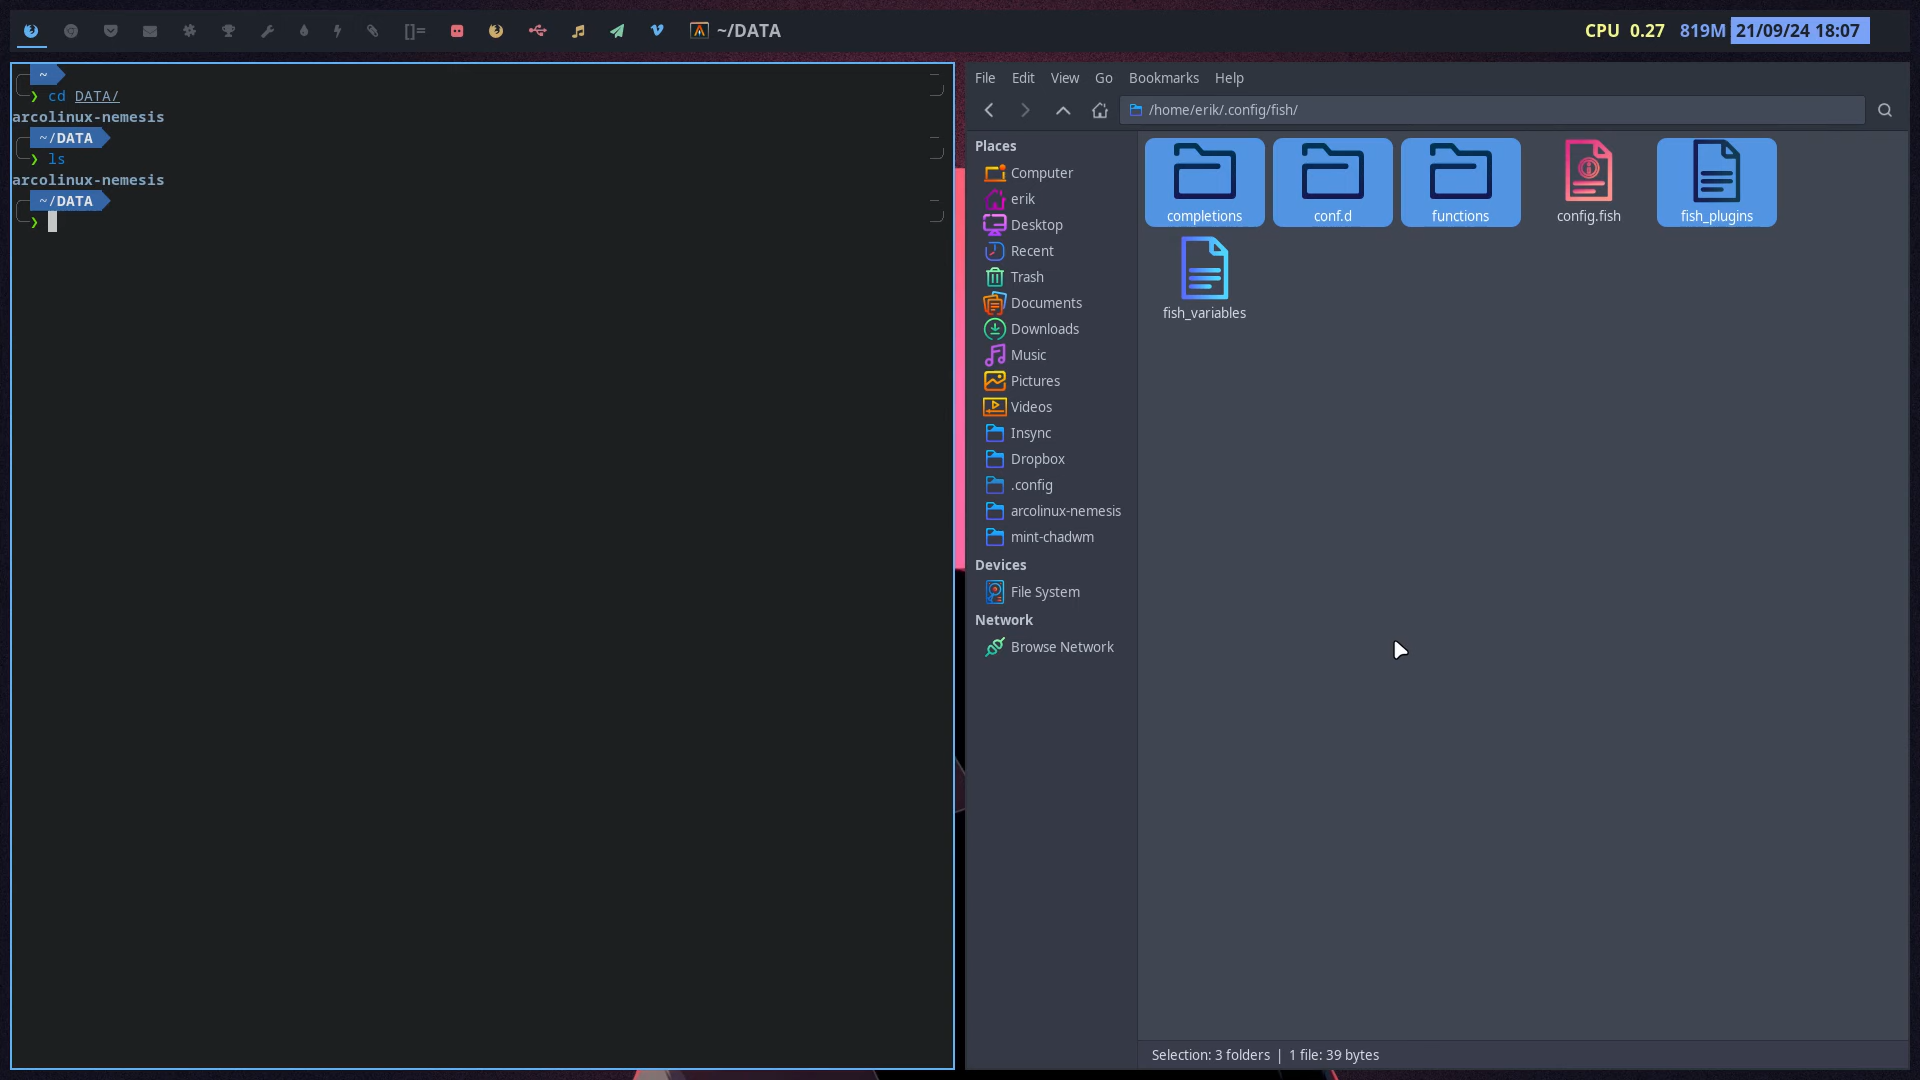 []=
~/DATA
CPU 0.27 819M 21/09/24 18:07
~
❯ cd DATA/
arcolinux-nemesis
~/DATA
❯ ls
arcolinux-nemesis
~/DATA
❯
File Edit View Go Bookmarks Help
/home/erik/.config/fish/
Places
Computer
erik
Desktop
Recent
Trash
Documents
Downloads
Music
Pictures
Videos
Insync
Dropbox
.config
arcolinux-nemesis
mint-chadwm
Devices
File System
Network
Browse Network
completions conf.d functions config.fish fish_plugins
fish_variables
Selection: 3 folders | 1 file: 39 bytes